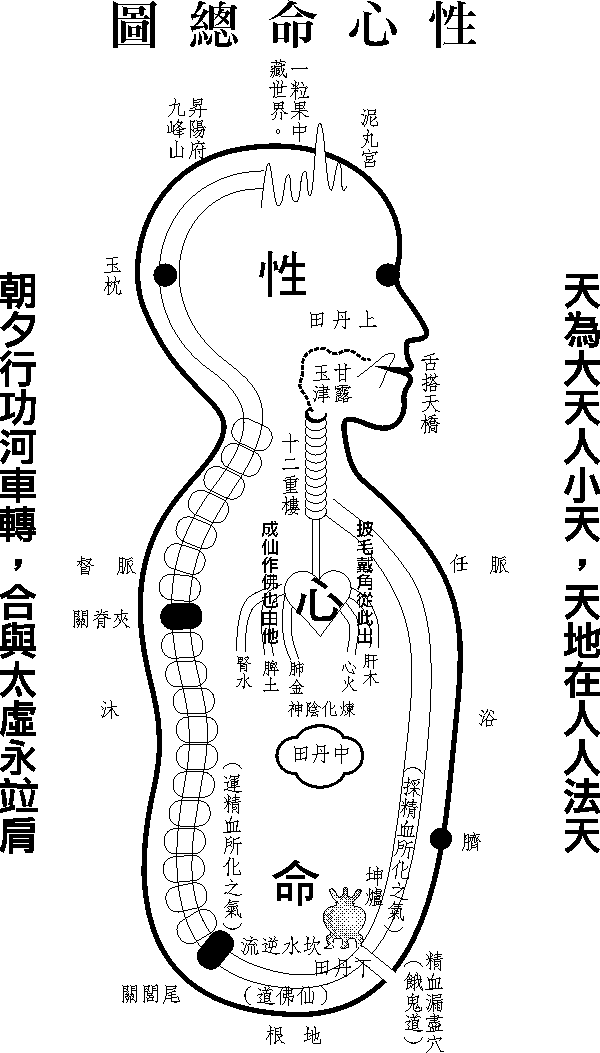 性心命總圖
一粒果中
藏世界。
泥丸宮
昇陽府
九峰山
玉枕
性
上丹田
舌搭天橋
甘露
玉津
十二重樓
天為大天人小天，天地在人人法天
朝夕行功河車轉，合與太虛永竝肩
披毛戴角從此出
成仙作佛也由他
心
任脈
督脈
夾脊關
肝木
心火
肺金
脾土
腎水
煉化陰神
中丹田
浴
沐
臍
（採精血所化之氣）
（運精血所化之氣）
命
坤爐
坎水逆流
下丹田
精血漏盡穴
（餓鬼道）
（仙佛道）
尾閭關
地根